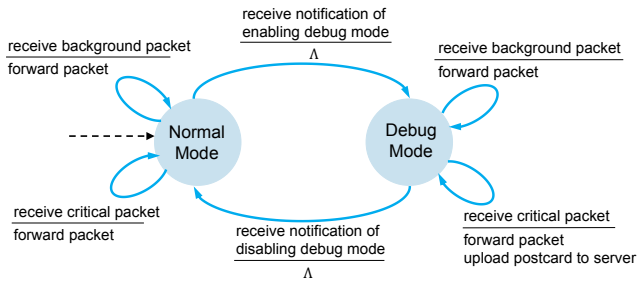 receive notification of
enabling debug mode
Λ
receive background packet
forward packet
receive background packet
forward packet
Normal
Mode
Debug
Mode
receive critical packet
forward packet
receive critical packet
forward packet
upload postcard to server
receive notification of
disabling debug mode
Λ